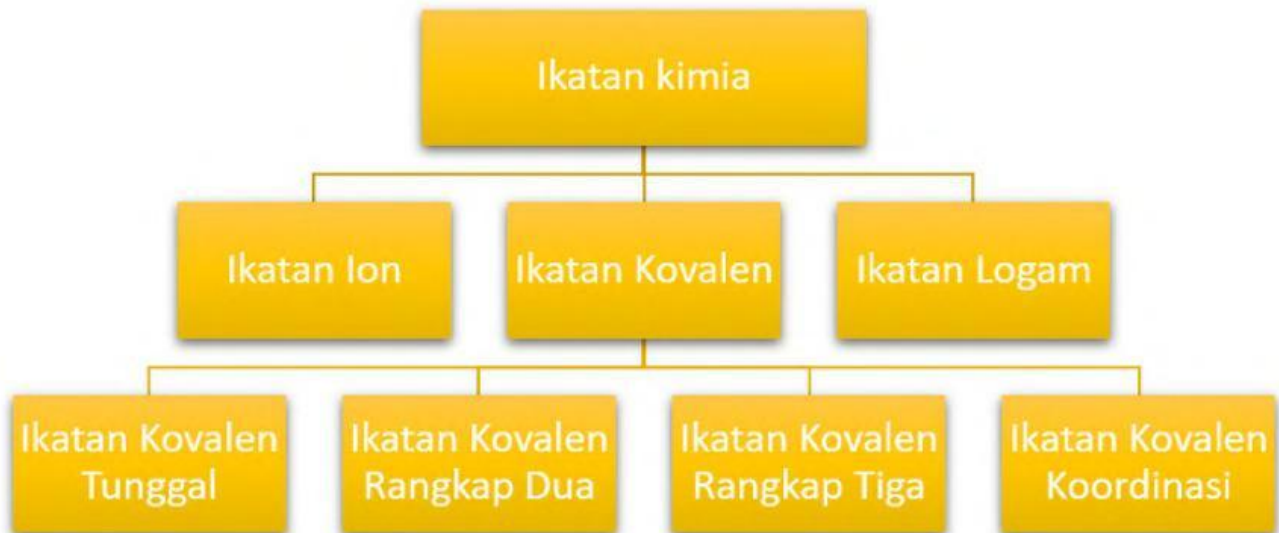 Ikatan kimia
Ikatan Ion
Ikatan Kovalen
Ikatan Logam
Ikatan Kovalen
Tunggal
Ikatan Kovalen
Rangkap Dua
Ikatan Kovalen
Rangkap Tiga
Ikatan Kovalen
Koordinasi